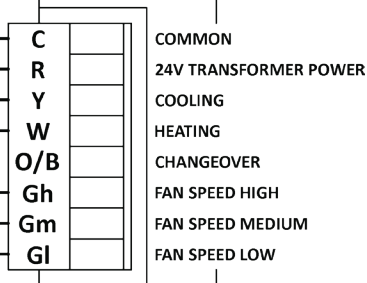 C COMMON
R 24V TRANSFORMER POWER
Y COOLING
W HEATING
O/B CHANGEOVER
Gh FAN SPEED HIGH
Gm FAN SPEED MEDIUM
Gl FAN SPEED LOW